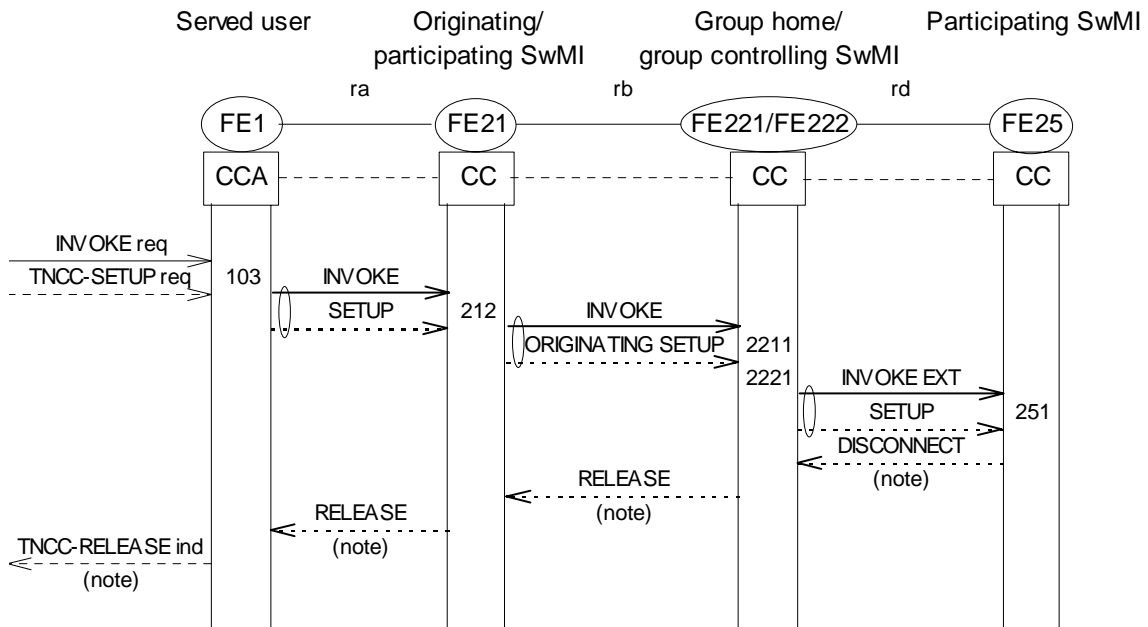 Served user
Originating/
participating SwMI
Group home/
group controlling SwMI
Participating SwMI
ra
rb
rd
FE1
FE21
FE221/FE222
FE25
CCA
CC
CC
CC
INVOKE req
TNCC-SETUP req
103
INVOKE
SETUP
212
INVOKE
ORIGINATING SETUP
2211
2221
INVOKE EXT
SETUP
251
DISCONNECT
(note)
RELEASE
(note)
RELEASE
(note)
TNCC-RELEASE ind
(note)